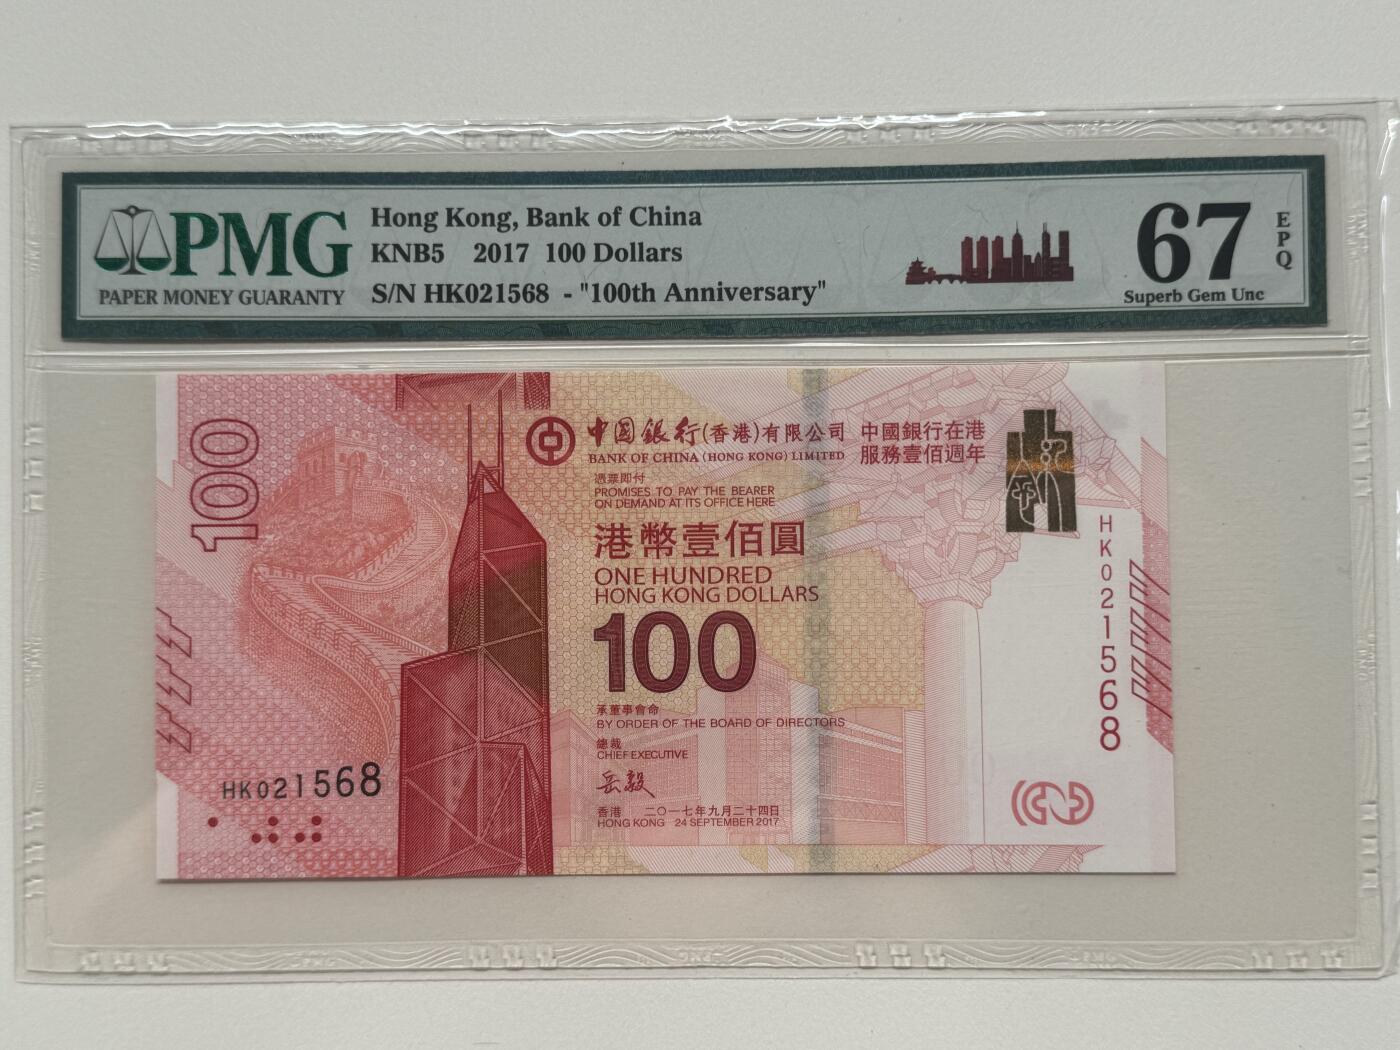 PMG
PAPER MONEY GUARANTY
Hong Kong, Bank of China
KNB5 2017 100 Dollars
S/N HK021568 - "100th Anniversary"
67
EPQ
Superb Gem Unc
100
中国銀行(香港)有限公司
BANK OF CHINA (HONG KONG) LIMITED
中國銀行在港
服務壹佰週年
憑票即付
PROMISES TO PAY THE BEARER
ON DEMAND AT ITS OFFICE HERE
港幣壹佰圓
ONE HUNDRED
HONG KONG DOLLARS
100
承董事會命
BY ORDER OF THE BOARD OF DIRECTORS
總裁
CHIEF EXECUTIVE
岳毅
香港 二〇一七年九月二十四日
HONG KONG 24 SEPTEMBER 2017
HK021568
HK021568